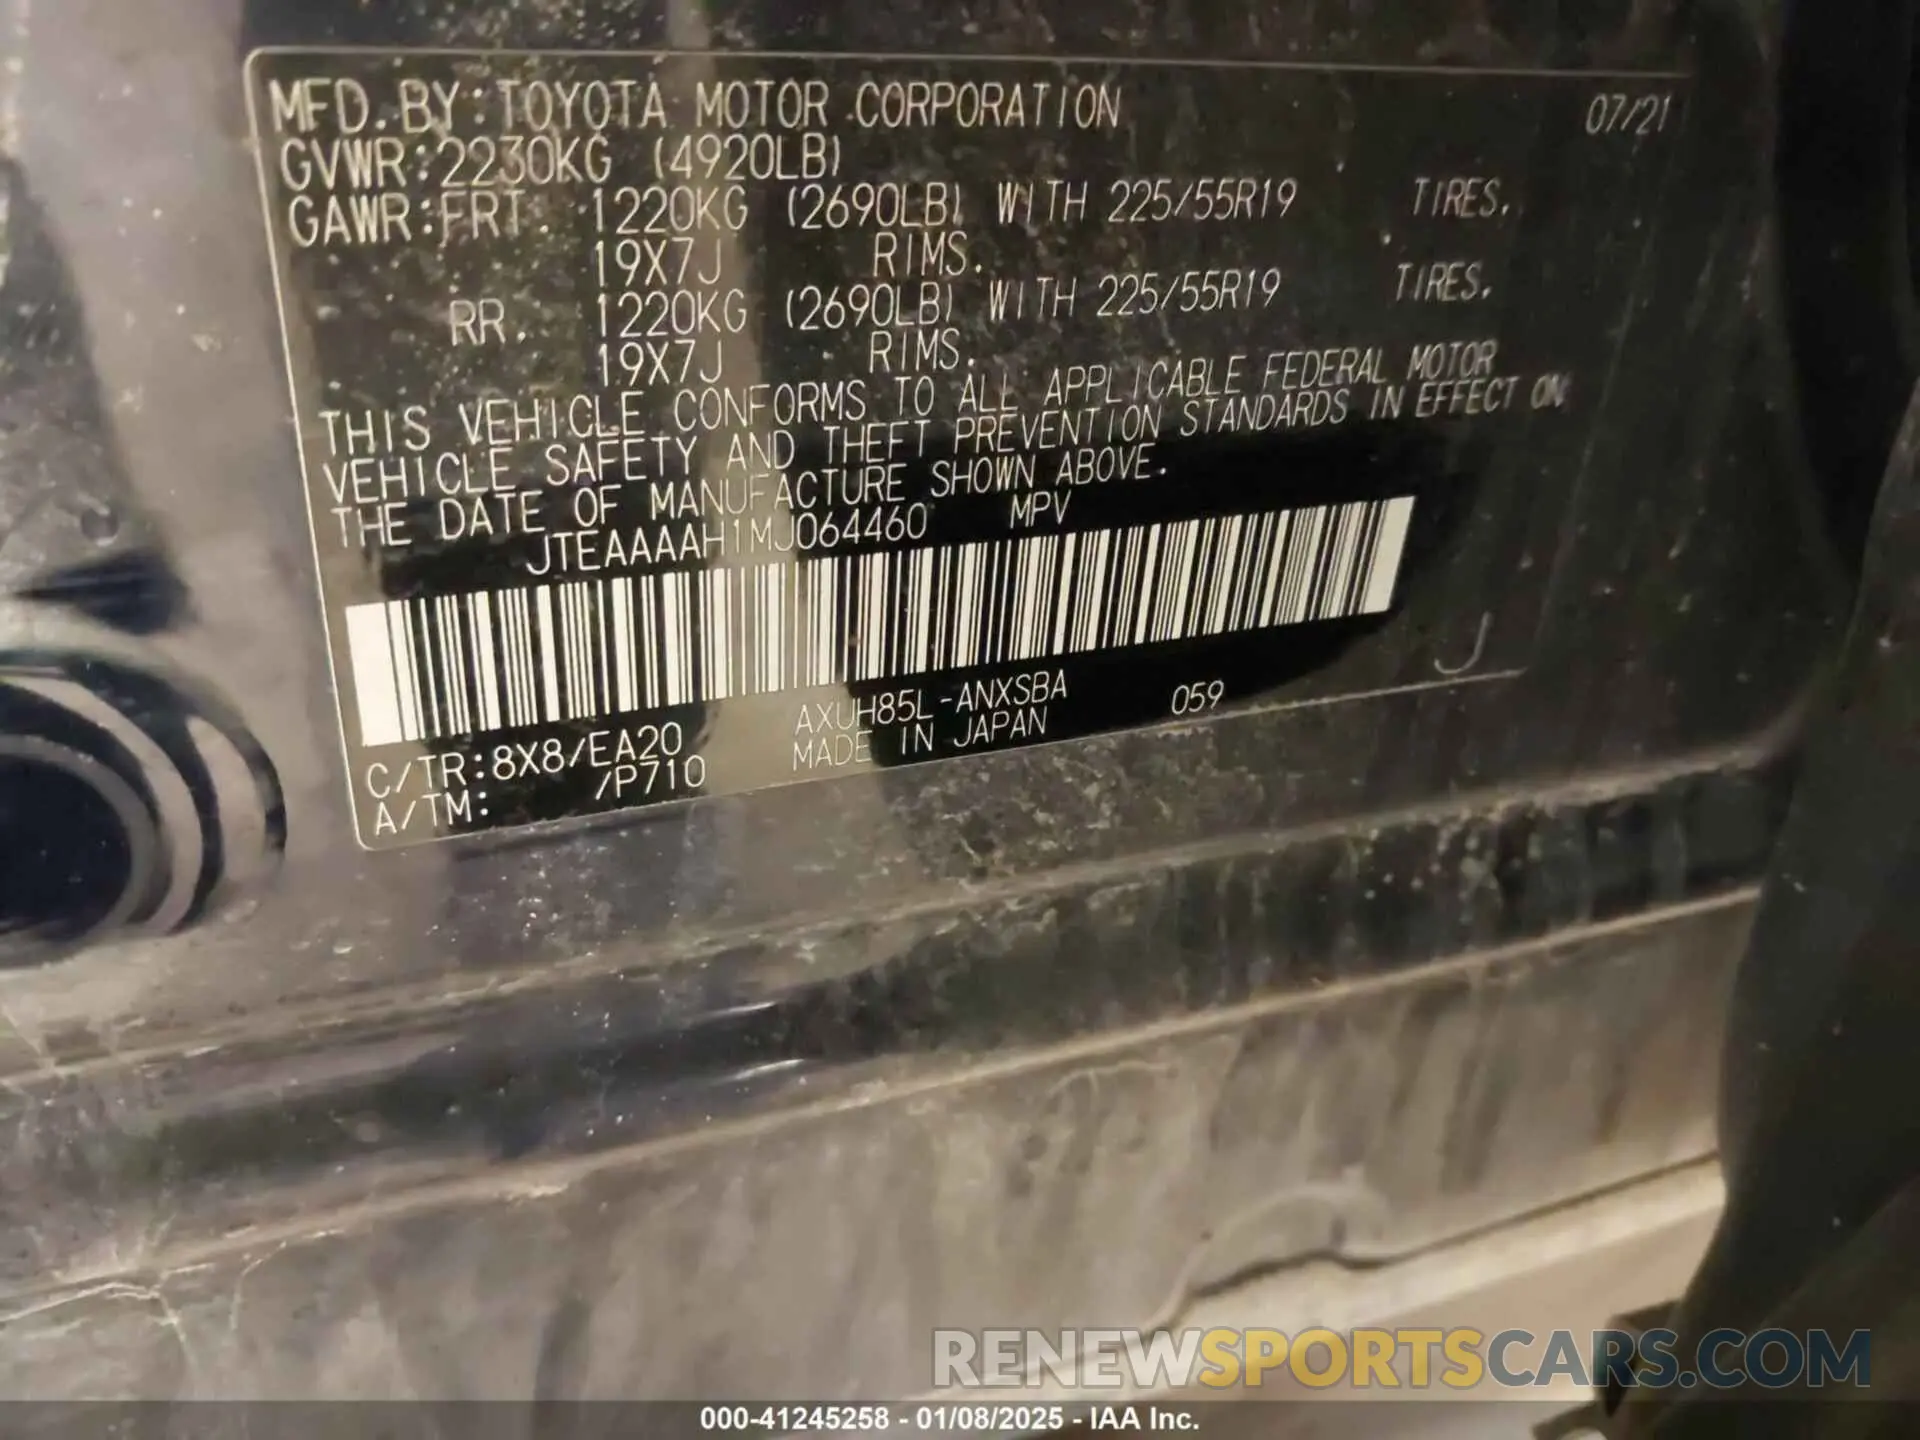 MFD. BY:TOYOTA MOTOR CORPORATION 07/21
GVWR:2230KG (4920LB)
GAWR:FRT. 1220KG (2690LB) WITH 225/55R19 TIRES.
19X7J RIMS.
RR. 1220KG (2690LB) WITH 225/55R19 TIRES.
19X7J RIMS.
THIS VEHICLE CONFORMS TO ALL APPLICABLE FEDERAL MOTOR
VEHICLE SAFETY AND THEFT PREVENTION STANDARDS IN EFFECT ON
THE DATE OF MANUFACTURE SHOWN ABOVE.
JTEAAAAH1MJ064460 MPV
C/TR:8X8/EA20 AXUH85L-ANXSBA 059 J
A/TM: /P710 MADE IN JAPAN
RENEWSPORTSCARS.COM
000-41245258 - 01/08/2025 - IAA Inc.